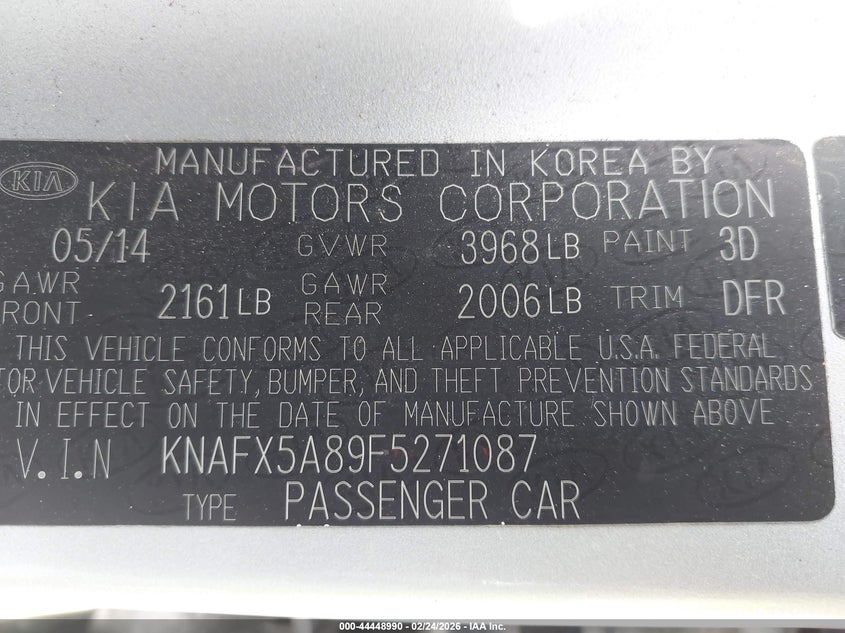 MANUFACTURED IN KOREA BY
KIA
KIA MOTORS CORPORATION
05/14 GVWR 3968LB PAINT 3D
GAWR FRONT 2161LB GAWR REAR 2006LB TRIM DFR
THIS VEHICLE CONFORMS TO ALL APPLICABLE U.S.A. FEDERAL
TOR VEHICLE SAFETY, BUMPER, AND THEFT PREVENTION STANDARDS
IN EFFECT ON THE DATE OF MANUFACTURE SHOWN ABOVE
V.I.N KNAFX5A89F5271087
TYPE PASSENGER CAR
000-44448990 - 02/24/2026 - IAA Inc.